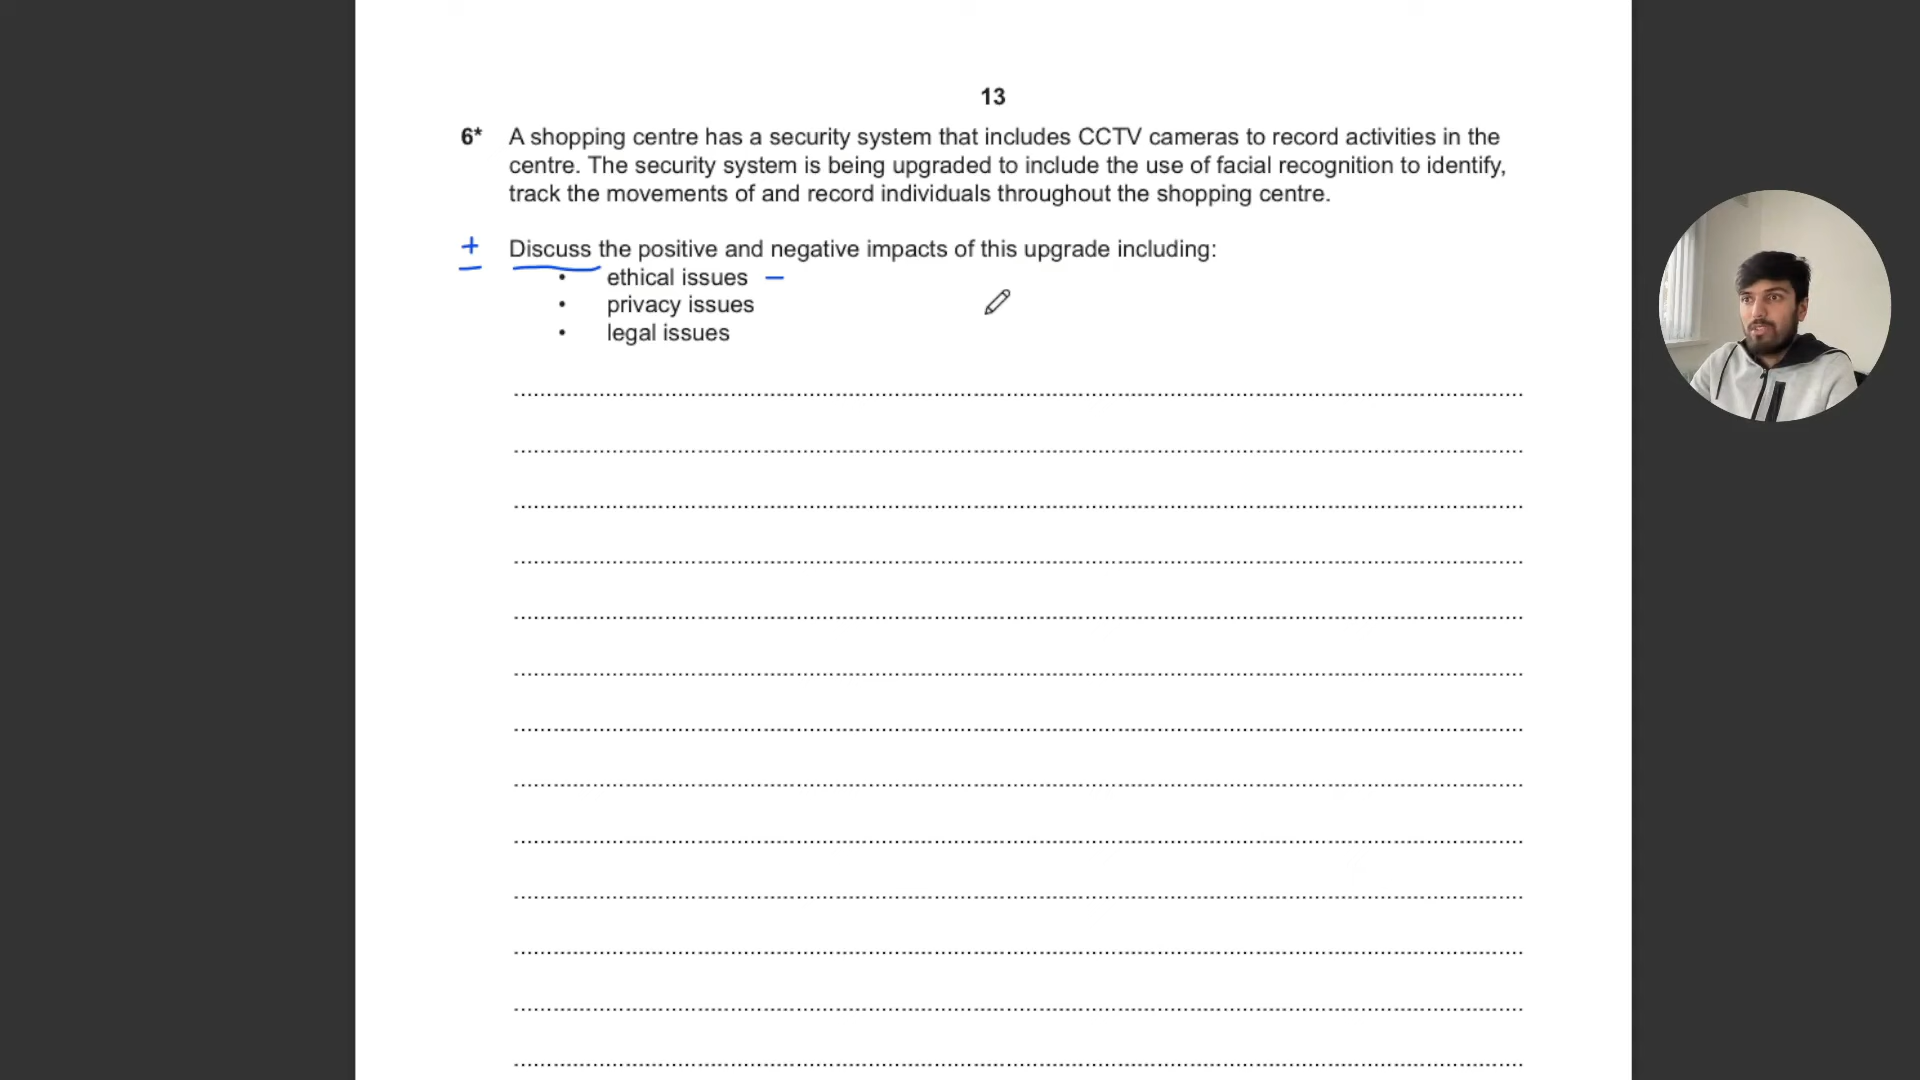 13
6* A shopping centre has a security system that includes CCTV cameras to record activities in the
centre. The security system is being upgraded to include the use of facial recognition to identify,
track the movements of and record individuals throughout the shopping centre.
+ Discuss the positive and negative impacts of this upgrade including:
• ethical issues –
• privacy issues
• legal issues